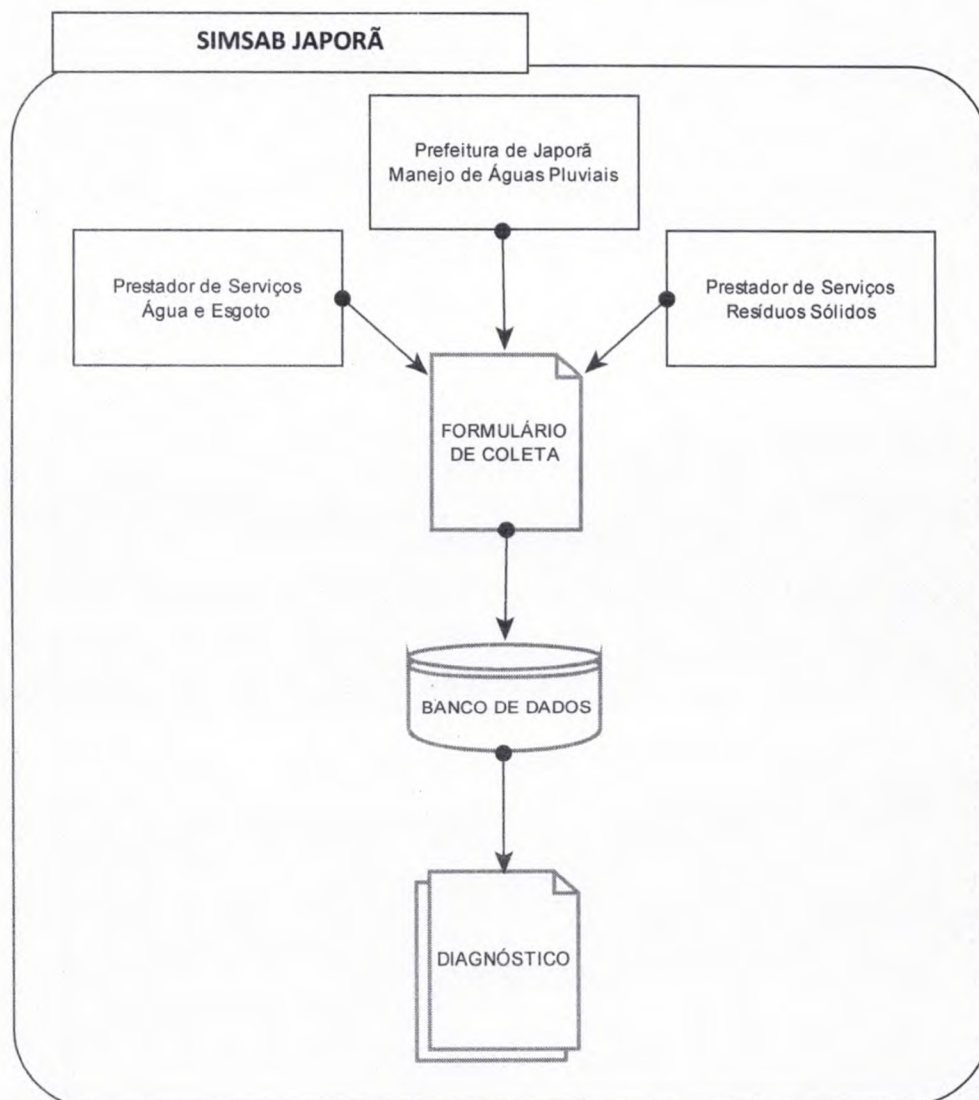 SIMSAB JAPORÃ
Prefeitura de Japorã
Manejo de Águas Pluviais
Prestador de Serviços
Água e Esgoto
Prestador de Serviços
Resíduos Sólidos
FORMULÁRIO
DE COLETA
BANCO DE DADOS
DIAGNÓSTICO